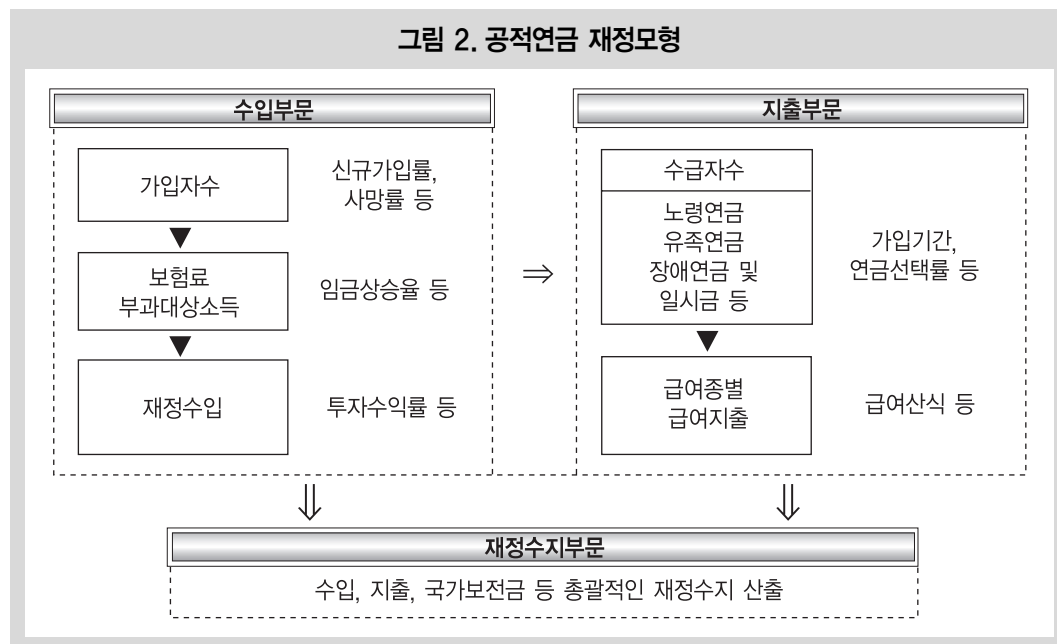 그림 2. 공적연금 재정모형
수입부문
가입자수
신규가입률,
사망률 등
▼
보험료
부과대상소득
임금상승율 등
▼
재정수입
투자수익률 등
⇒
지출부문
수급자수
노령연금
유족연금
장애연금 및
일시금 등
가입기간,
연금선택률 등
▼
급여종별
급여지출
급여산식 등
⇓
⇓
재정수지부문
수입, 지출, 국가보전금 등 총괄적인 재정수지 산출